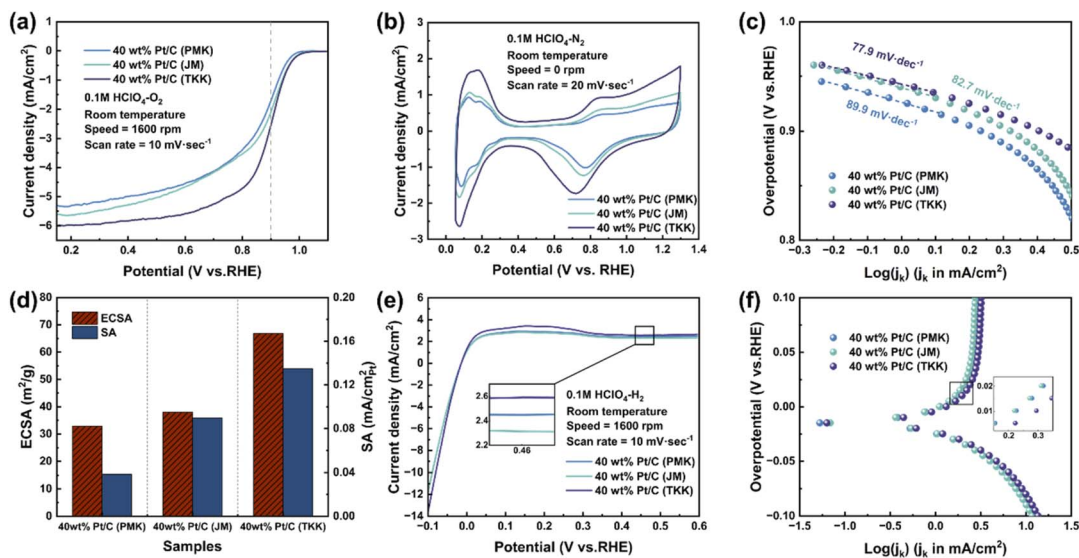 (a)
Current density (mA/cm²)
0
-1
-2
-3
-4
-5
-6
40 wt% Pt/C (PMK)
40 wt% Pt/C (JM)
40 wt% Pt/C (TKK)
0.1M HClO₄-O₂
Room temperature
Speed = 1600 rpm
Scan rate = 10 mV·sec⁻¹
0.2 0.4 0.6 0.8 1.0
Potential (V vs. RHE)
(b)
Current density (mA/cm²)
3
2
1
0
-1
-2
-3
0.1M HClO₄-N₂
Room temperature
Speed = 0 rpm
Scan rate = 20 mV·sec⁻¹
40 wt% Pt/C (PMK)
40 wt% Pt/C (JM)
40 wt% Pt/C (TKK)
0.0 0.2 0.4 0.6 0.8 1.0 1.2 1.4
Potential (V vs. RHE)
(c)
Overpotential (V vs.RHE)
1.0
0.9
0.8
77.9 mV·dec⁻¹
82.7 mV·dec⁻¹
89.9 mV·dec⁻¹
40 wt% Pt/C (PMK)
40 wt% Pt/C (JM)
40 wt% Pt/C (TKK)
-0.3 -0.2 -0.1 0.0 0.1 0.2 0.3 0.4 0.5
Log(jₖ) (jₖ in mA/cm²)
(d)
ECSA (m²/g)
80
70
60
50
40
30
20
10
0
ECSA
SA
0.20
0.16
0.12
0.08
0.04
0.00
SA (mA/cm²Pt)
40wt% Pt/C (PMK) 40wt% Pt/C (JM) 40wt% Pt/C (TKK)
Samples
(e)
Current density (mA/cm²)
6
4
2
0
-2
-4
-6
-8
-10
-12
-14
2.6
2.4
2.2
0.46
0.1M HClO₄-H₂
Room temperature
Speed = 1600 rpm
Scan rate = 10 mV·sec⁻¹
40 wt% Pt/C (PMK)
40 wt% Pt/C (JM)
40 wt% Pt/C (TKK)
-0.1 0.0 0.1 0.2 0.3 0.4 0.5 0.6
Potential (V vs.RHE)
(f)
Overpotential (V vs.RHE)
0.10
0.05
0.00
-0.05
-0.10
40 wt% Pt/C (PMK)
40 wt% Pt/C (JM)
40 wt% Pt/C (TKK)
0.02
0.01
0.2 0.3
-1.5 -1.0 -0.5 0.0 0.5 1.0 1.5
Log(jₖ) (jₖ in mA/cm²)